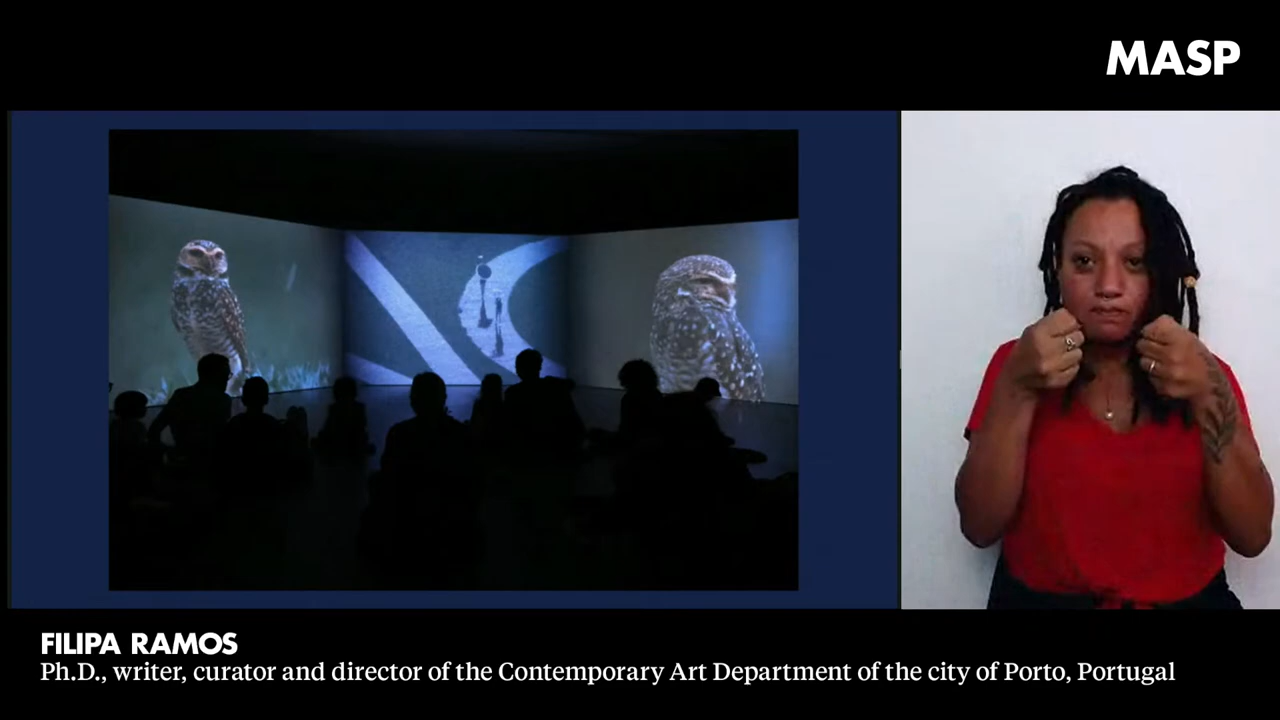 MASP
FILIPA RAMOS
Ph.D., writer, curator and director of the Contemporary Art Department of the city of Porto, Portugal